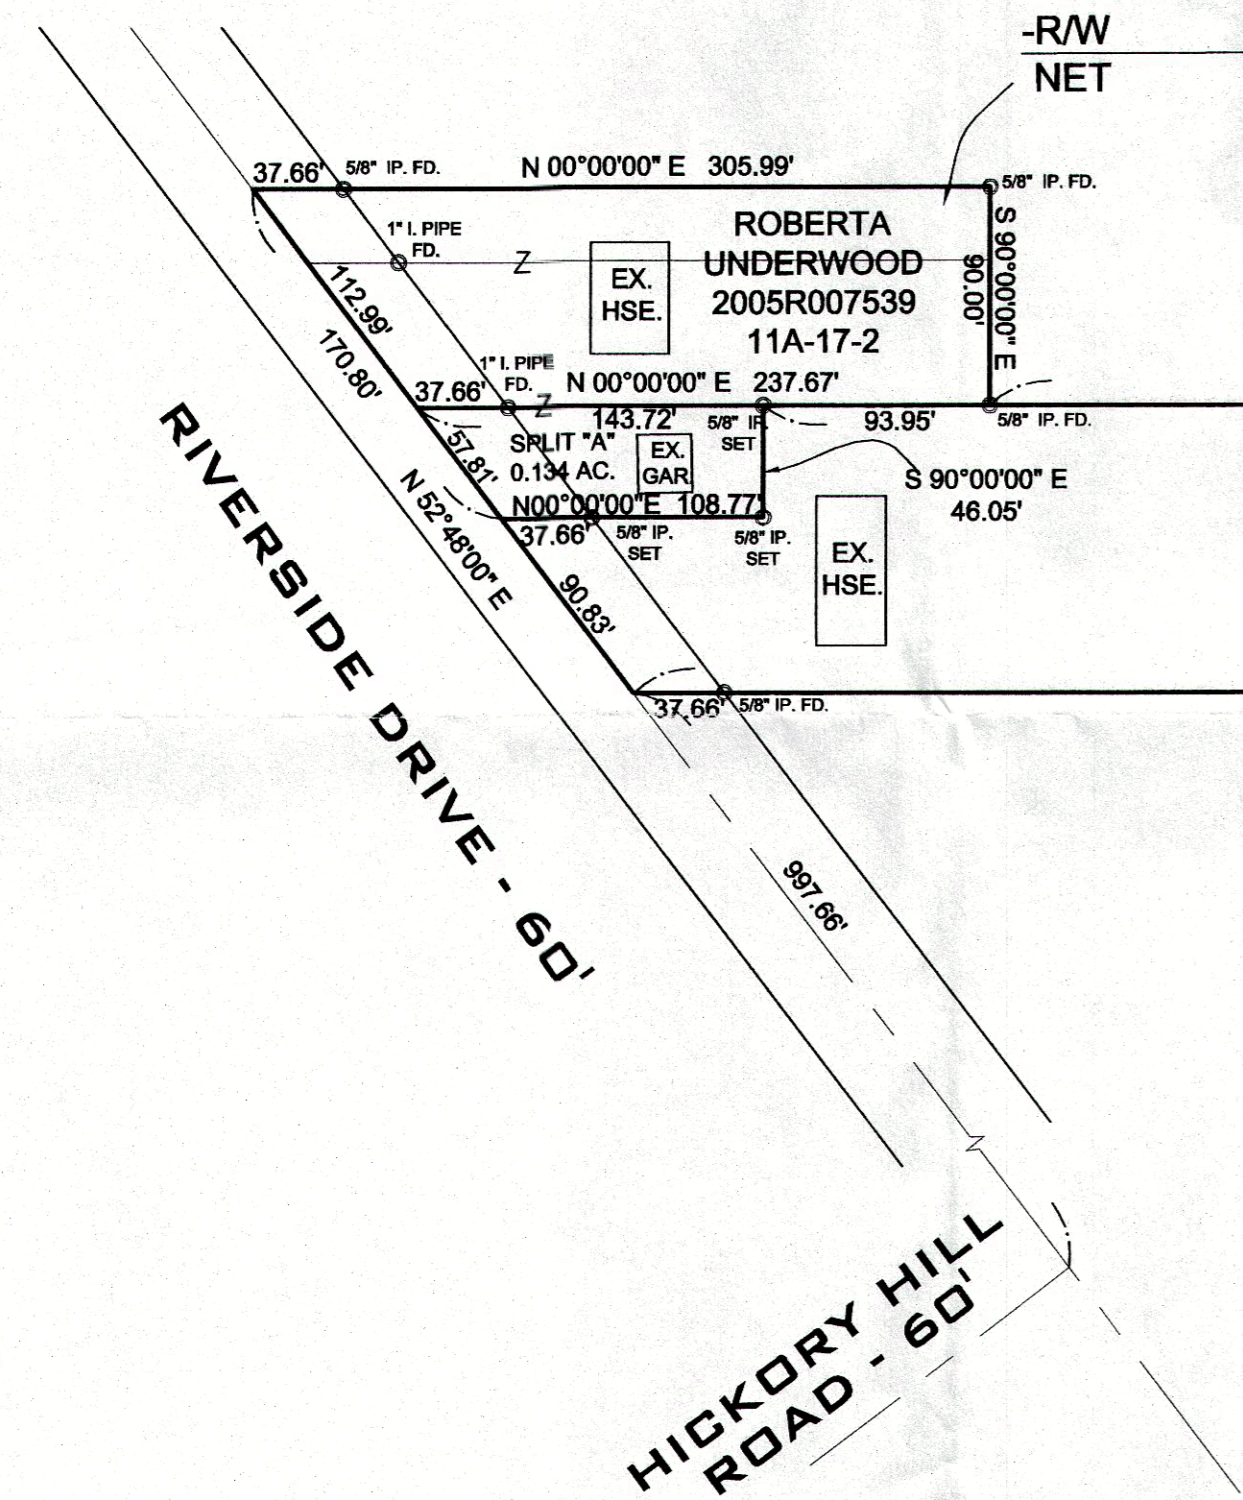 -R/W
NET
37.66'
5/8" IP. FD.
N 00°00'00" E 305.99'
5/8" IP. FD.
1" I. PIPE
FD.
Z
EX.
HSE.
ROBERTA
UNDERWOOD
2005R007539
11A-17-2
S 90°00'00" E
90.00'
112.99'
170.80'
1" I. PIPE
FD.
37.66'
Z
N 00°00'00" E 237.67'
143.72'
5/8" IP.
SET
93.95'
5/8" IP. FD.
57.81'
SPLIT "A"
0.134 AC.
EX.
GAR.
S 90°00'00" E
46.05'
N 52°48'00" E
N00°00'00"E 108.77'
37.66'
5/8" IP.
SET
5/8" IP.
SET
EX.
HSE.
90.83'
37.66'
5/8" IP. FD.
RIVERSIDE DRIVE - 60'
997.66'
HICKORY HILL
ROAD - 60'